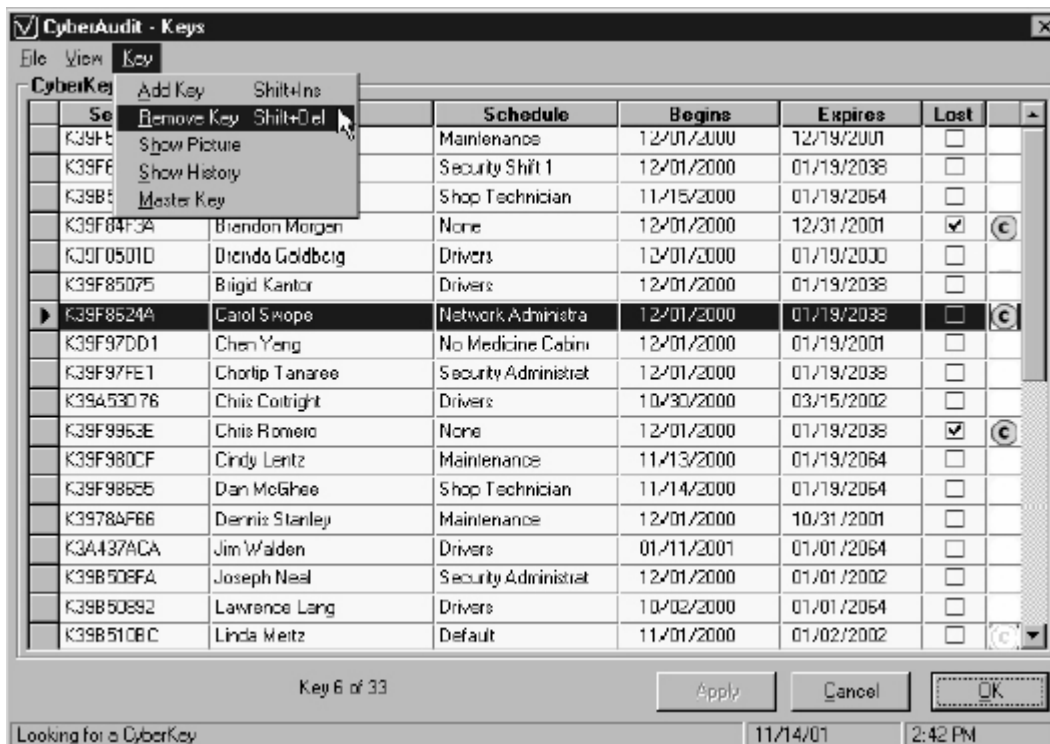 CyberAudit - Keys
File View Key
CyberKey
Add Key Shift+Ins
Remove Key Shift+Del
Show Picture
Show History
Master Key
Se Schedule Begins Expires Lost
K39F5 Maintenance 12/01/2000 12/19/2001
K39F6 Security Shift 1 12/01/2000 01/19/2038
K39B5 Shop Technician 11/15/2000 01/19/2064
K39F84F3A Brandon Morgan None 12/01/2000 12/31/2001 C
K39F0501D Brenda Goldberg Drivers 12/01/2000
K39F85075 Brigid Kantor Drivers 12/01/2000 01/19/2038
K39F8624A Carol Swope Network Administra 12/01/2000 01/19/2038 C
K39F97DD1 Chen Yang No Medicine Cabin 12/01/2000 01/19/2001
K39F97FE1 Chortip Tanaree Security Administrat 12/01/2000 01/19/2038
K39A53D76 Chris Cortright Drivers 10/30/2000 03/15/2002
K39F9963E Chris Romero None 12/01/2000 01/19/2038 C
K39F980CF Cindy Lentz Maintenance 11/13/2000 01/19/2064
K39F98655 Dan McGhee Shop Technician 11/14/2000 01/19/2064
K3978AF66 Dennis Stanley Maintenance 12/01/2000 10/31/2001
K3A437ACA Jim Walden Drivers 01/11/2001 01/01/2064
K39B508FA Joseph Neal Security Administrat 12/01/2000 01/01/2002
K39B50892 Lawrence Lang Drivers 10/02/2000 01/01/2064
K39B510BC Linda Mertz Default 11/01/2000 01/02/2002 C
Key 6 of 33 Apply Cancel OK
Looking for a CyberKey 11/14/01 2:42 PM